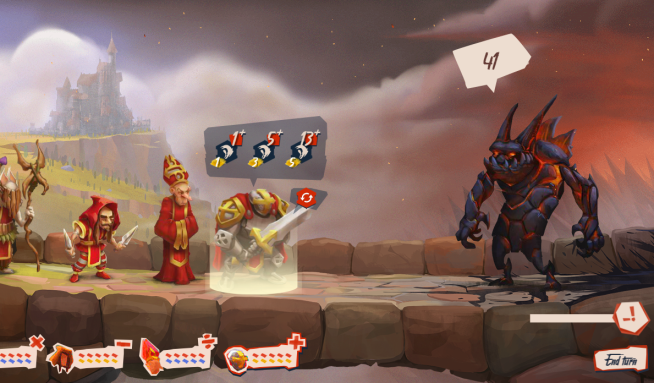 41
1+ 5+ 13+
1 3 5
-!
× − ÷ +
End turn